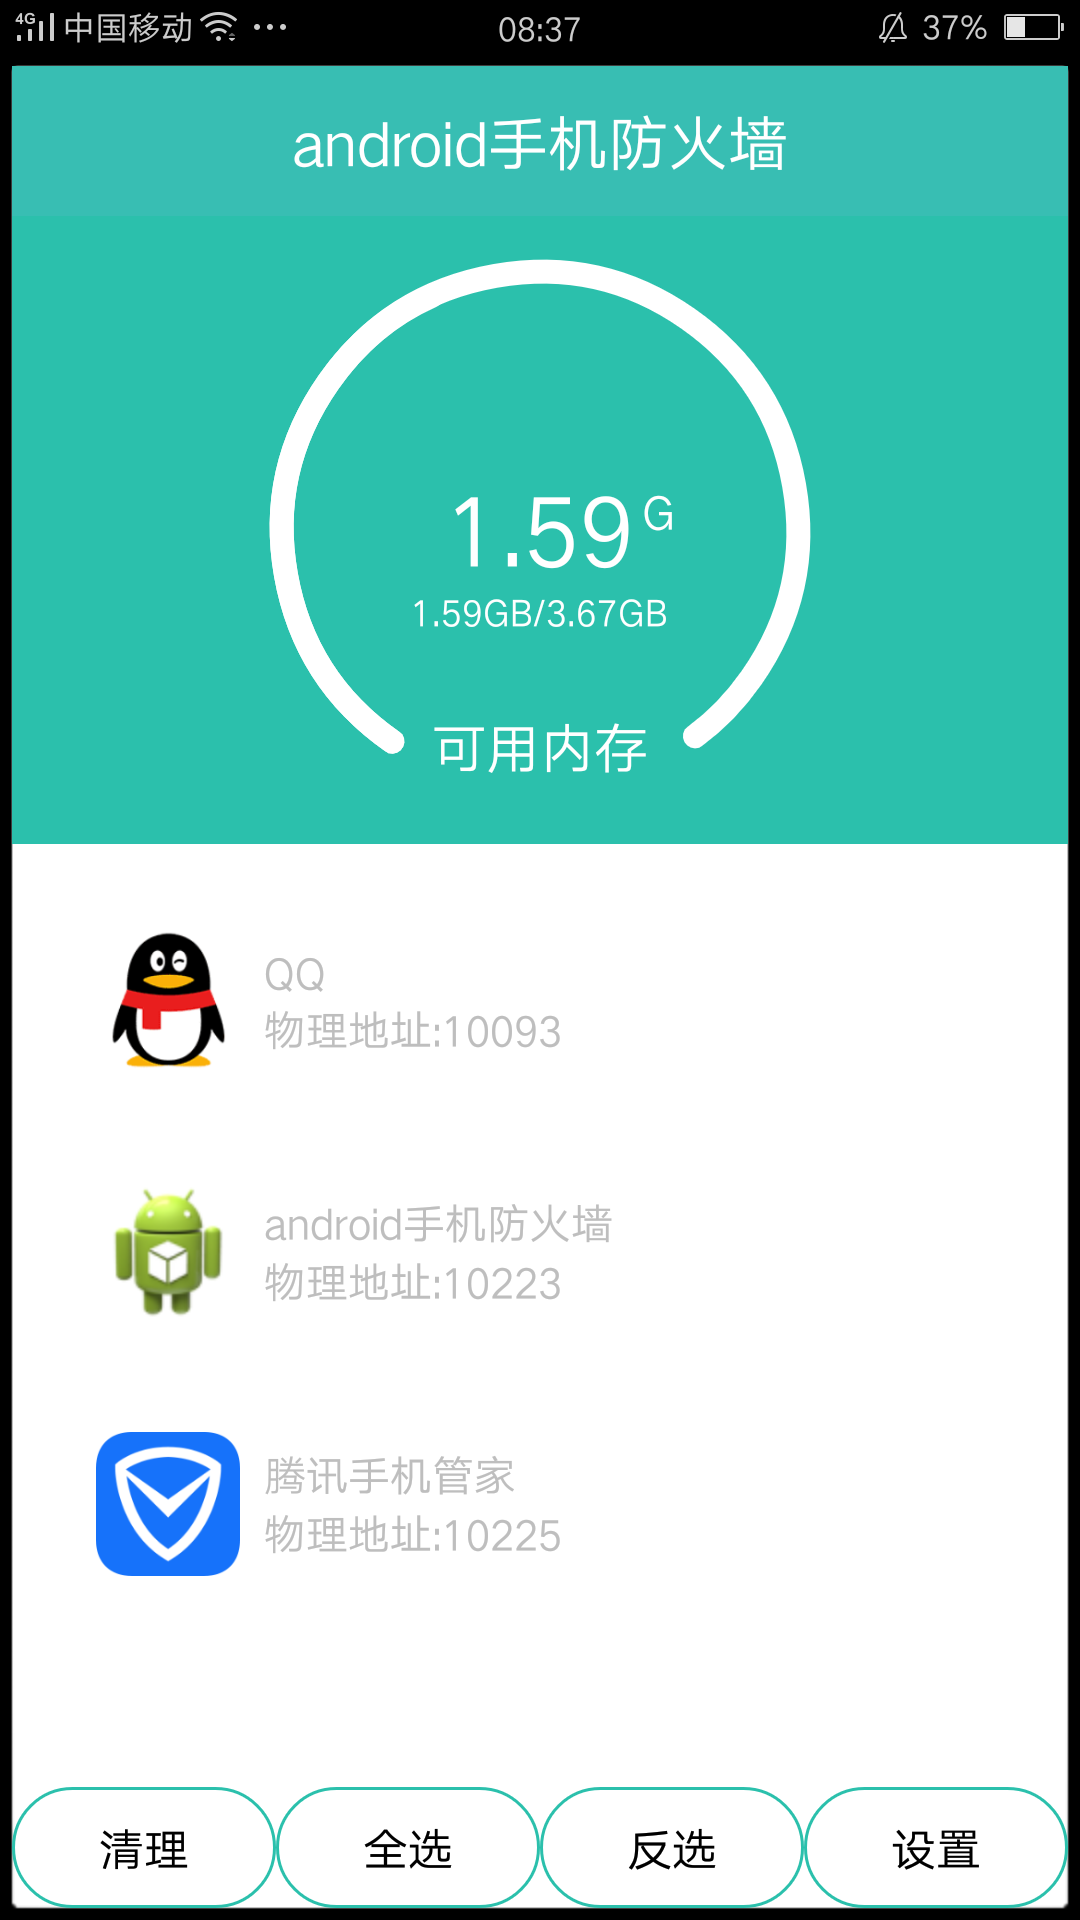 4G 中国移动 ... 08:37 37%
android手机防火墙
1.59G
1.59GB/3.67GB
可用内存
QQ
物理地址:10093
android手机防火墙
物理地址:10223
腾讯手机管家
物理地址:10225
清理 全选 反选 设置